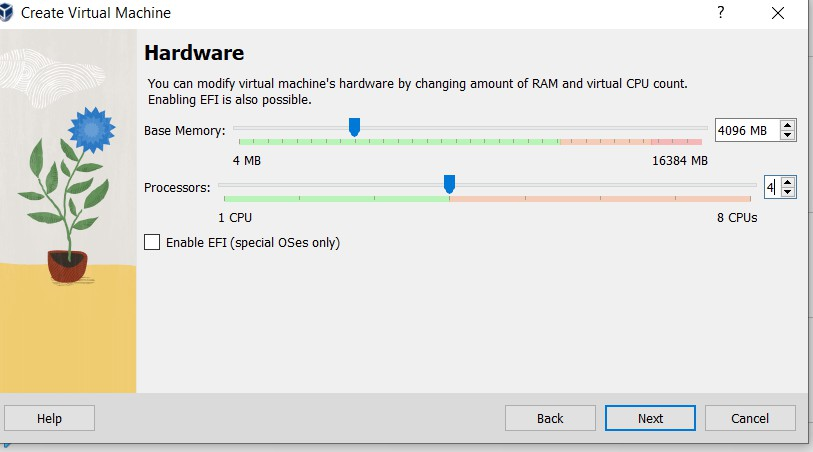 Create Virtual Machine ?
Hardware
You can modify virtual machine's hardware by changing amount of RAM and virtual CPU count.
Enabling EFI is also possible.
Base Memory: 4096 MB
4 MB 16384 MB
Processors: 4
1 CPU 8 CPUs
Enable EFI (special OSes only)
Help Back Next Cancel